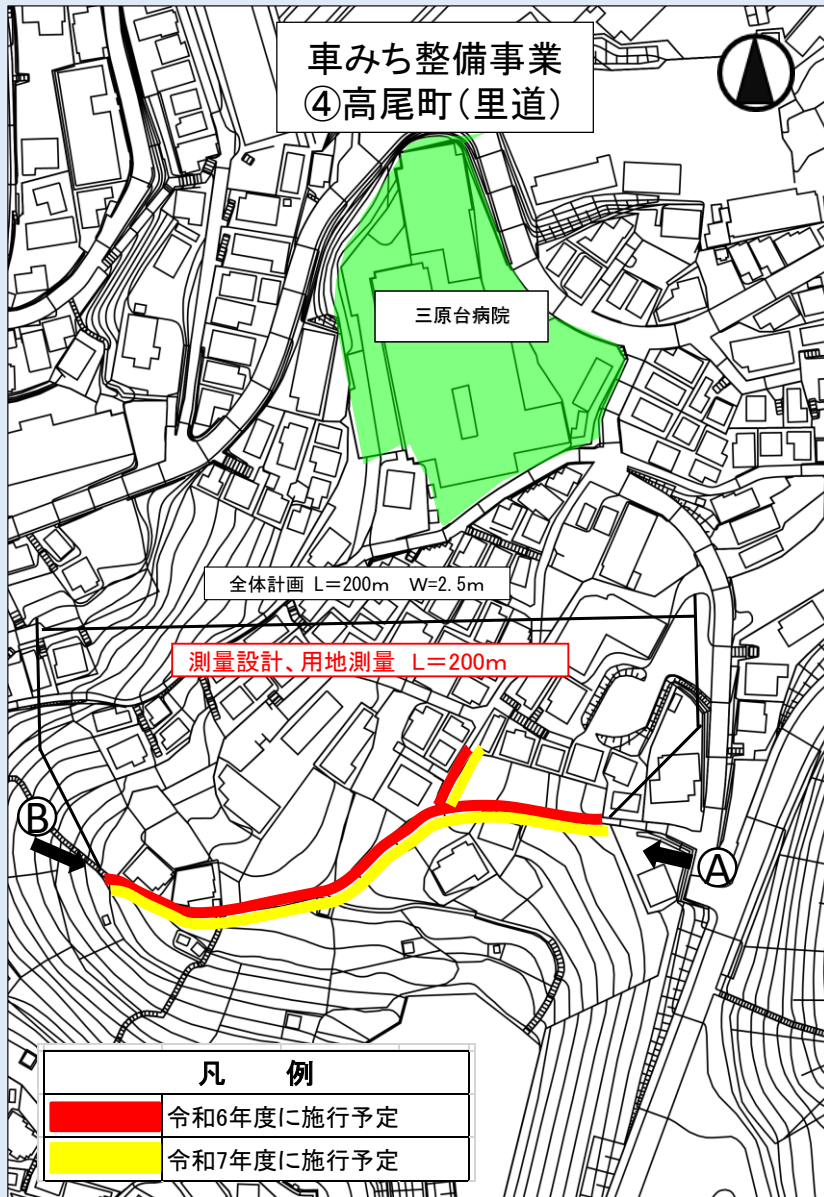 車みち整備事業
④高尾町（里道）
三原台病院
全体計画 L=200m W=2.5m
測量設計、用地測量 L=200m
B
A
凡 例
令和6年度に施行予定
令和7年度に施行予定